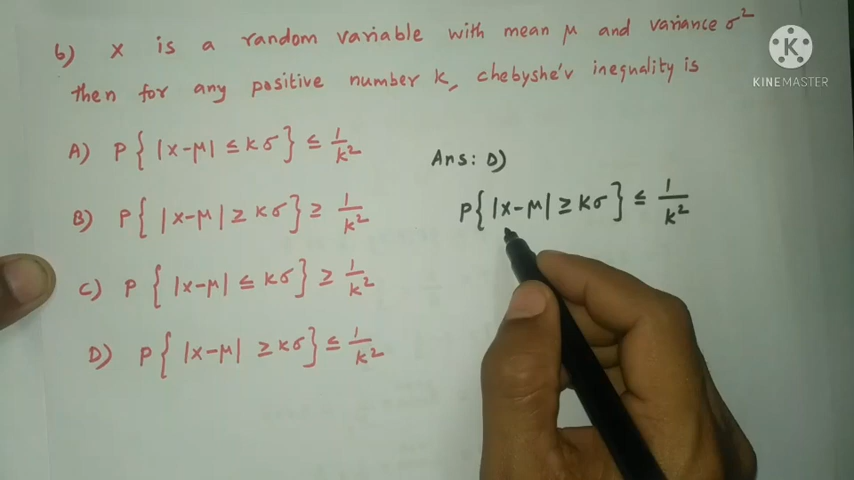 6) X is a random variable with mean μ and variance σ²
then for any positive number K, chebyshe'v inequality is
A) P{ |X-μ| ≤ Kσ } ≤ 1/K²
B) P{ |X-μ| ≥ Kσ } ≥ 1/K²
C) P{ |X-μ| ≤ Kσ } ≥ 1/K²
D) P{ |X-μ| ≥ Kσ } ≤ 1/K²
Ans: D)
P{ |X-μ| ≥ Kσ } ≤ 1/K²
K
KINEMASTER